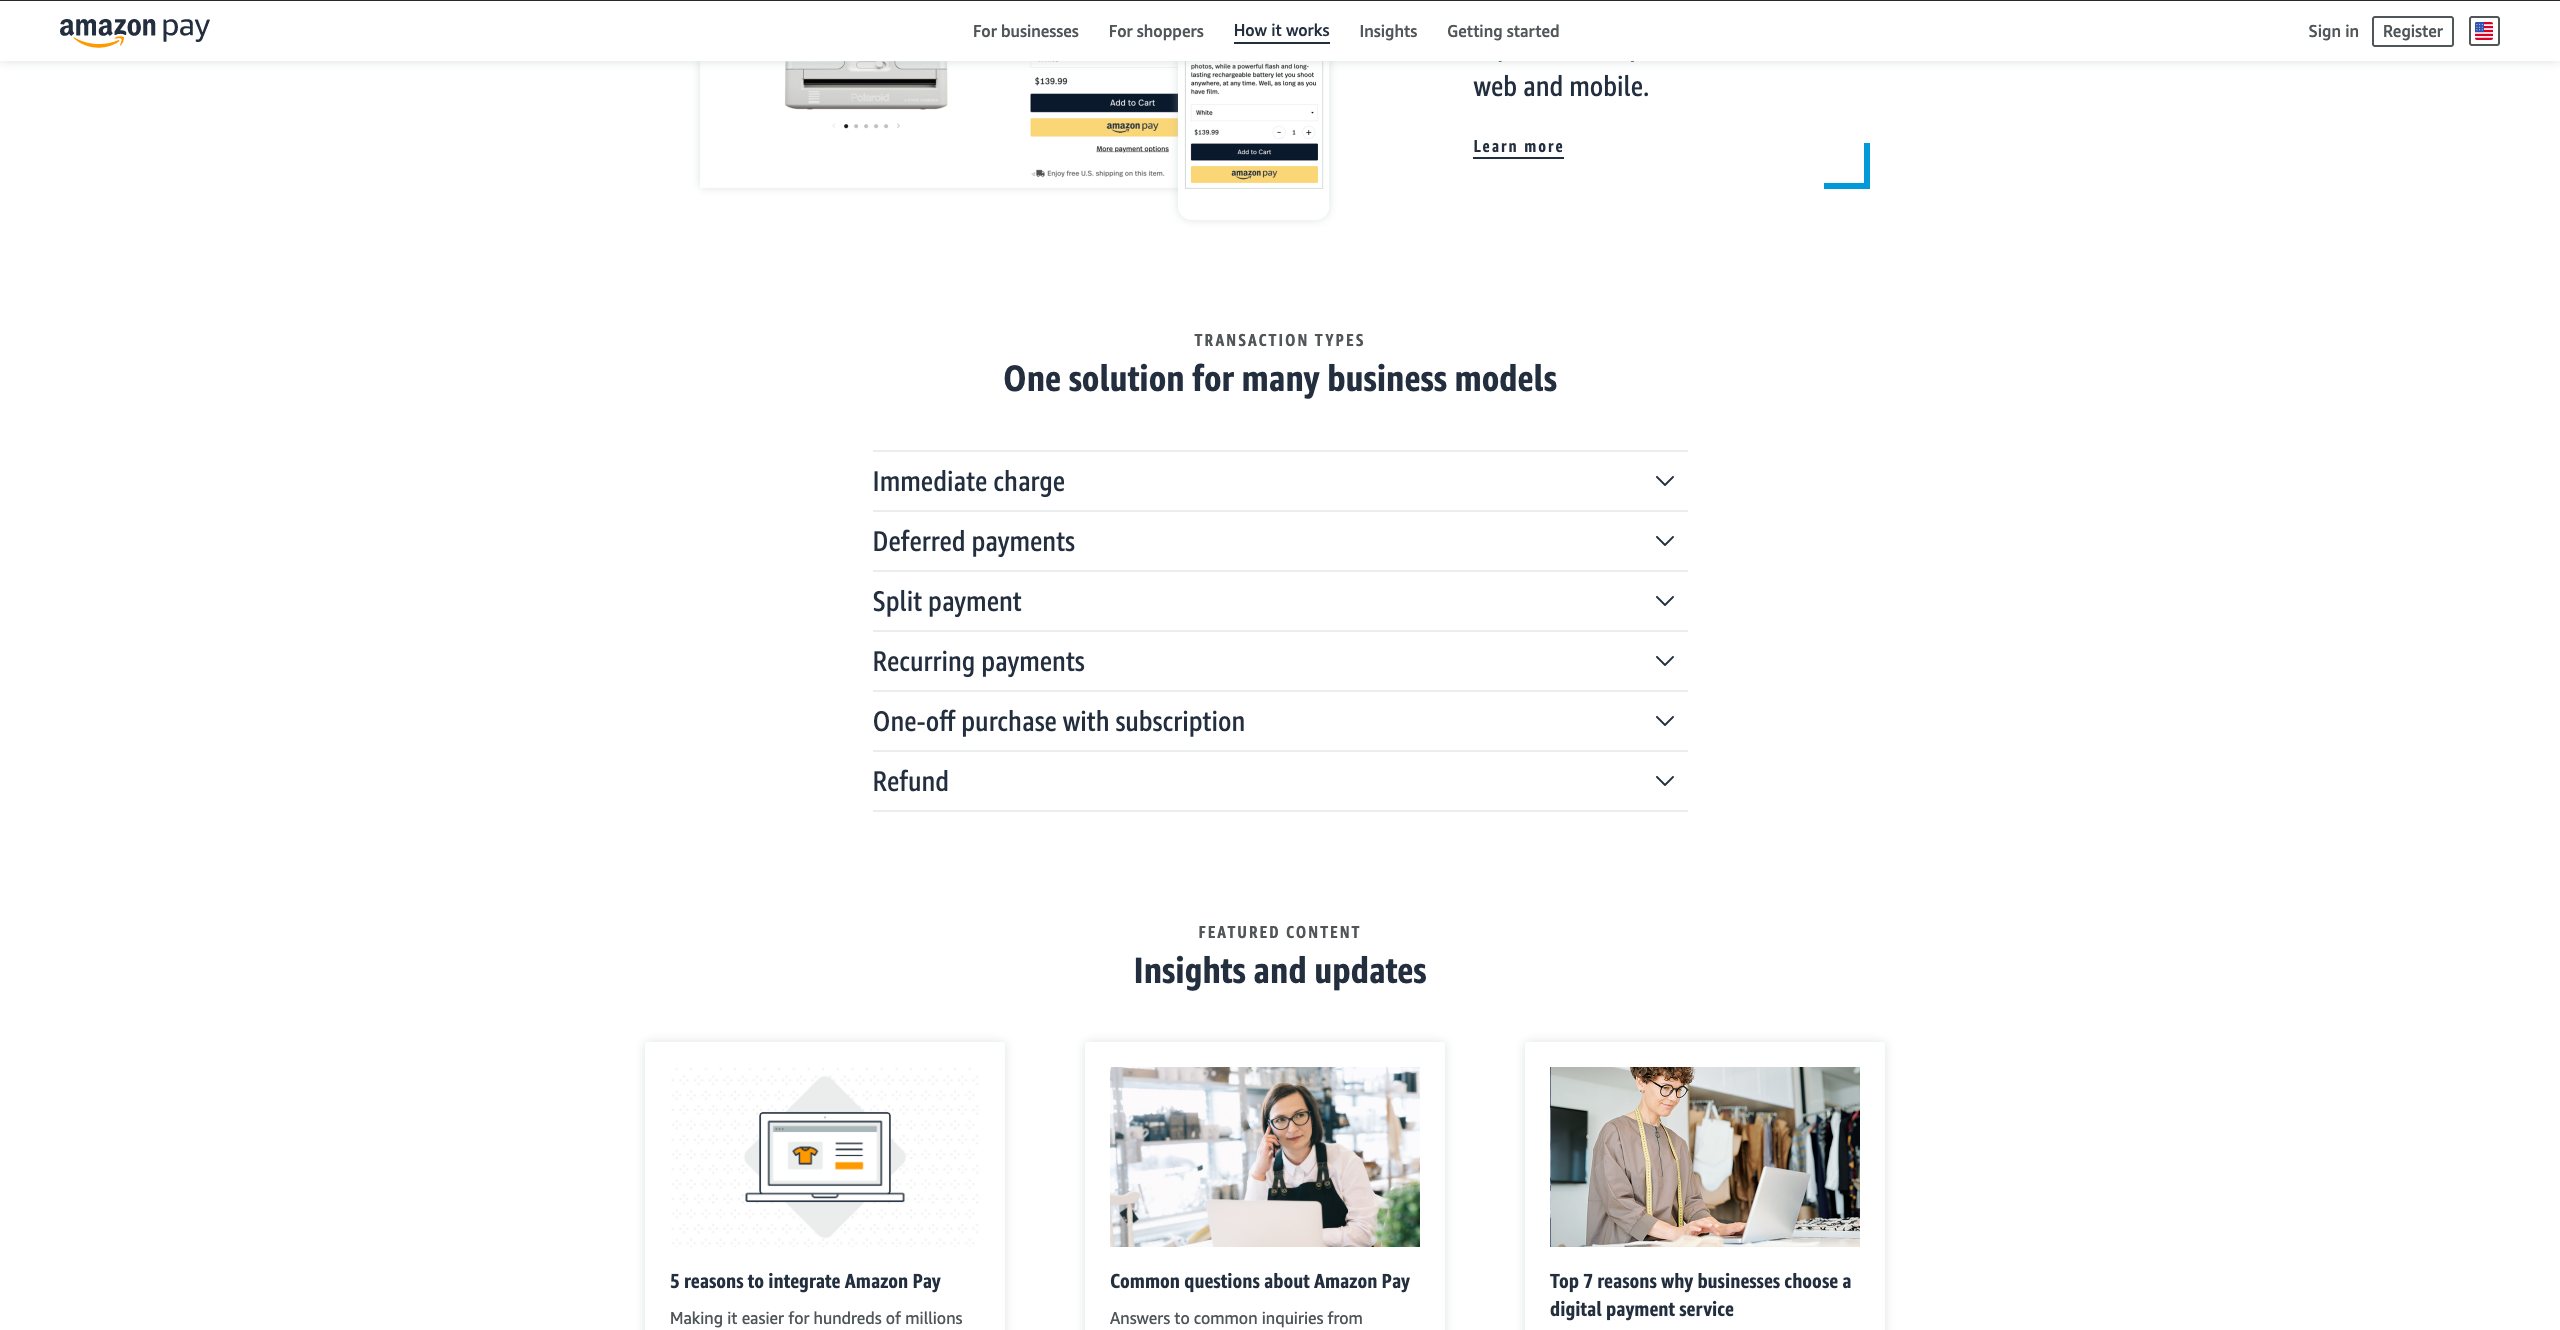 amazon pay
For businesses
For shoppers
How it works
Insights
Getting started
Sign in
Register
Polaroid
$139.99
Add to Cart
amazon pay
More payment options
Enjoy free U.S. shipping on this item.
photos, while a powerful flash and long-
lasting rechargeable battery let you shoot
anywhere, at any time. Well, as long as you
have film.
White
$139.99
- 1 +
Add to Cart
amazon pay
web and mobile.
Learn more
TRANSACTION TYPES
One solution for many business models
Immediate charge
Deferred payments
Split payment
Recurring payments
One-off purchase with subscription
Refund
FEATURED CONTENT
Insights and updates
5 reasons to integrate Amazon Pay
Making it easier for hundreds of millions
Common questions about Amazon Pay
Answers to common inquiries from
Top 7 reasons why businesses choose a
digital payment service